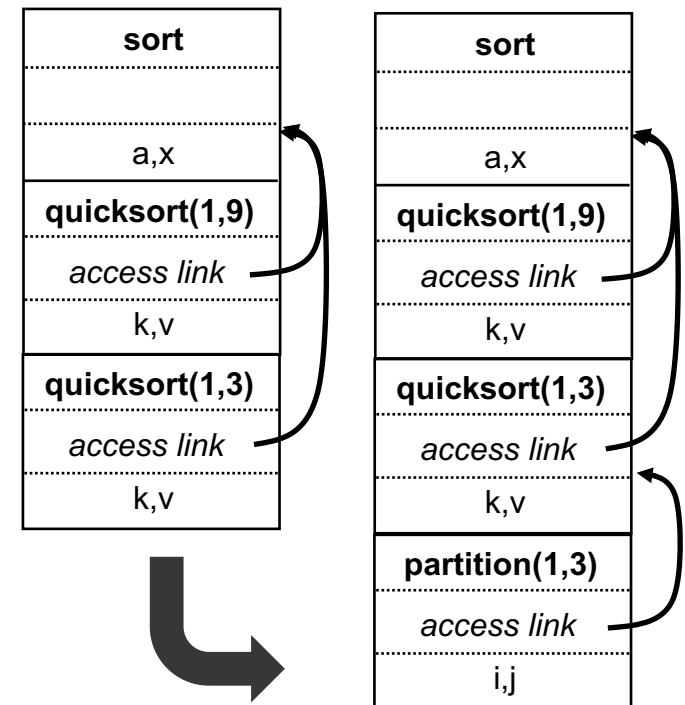 sort
a,x
quicksort(1,9)
access link
k,v
quicksort(1,3)
access link
k,v
sort
a,x
quicksort(1,9)
access link
k,v
quicksort(1,3)
access link
k,v
partition(1,3)
access link
i,j